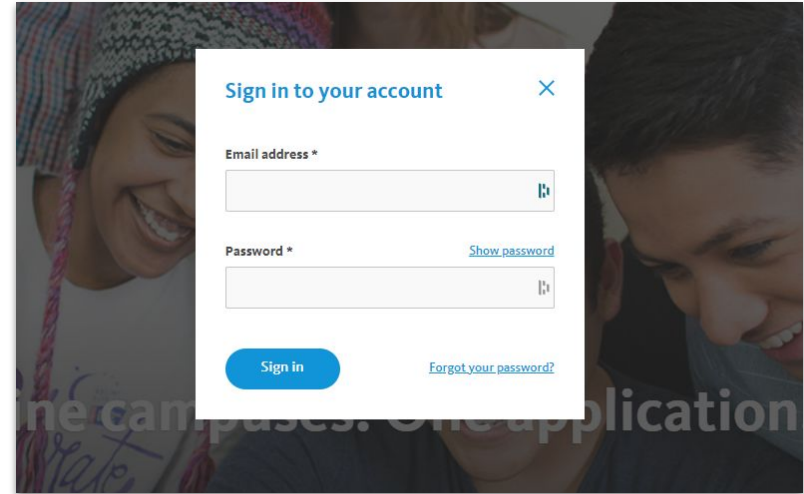 Sign in to your account
Email address *
Password * Show password
Sign in Forgot your password?
ine campuses. One application
rate